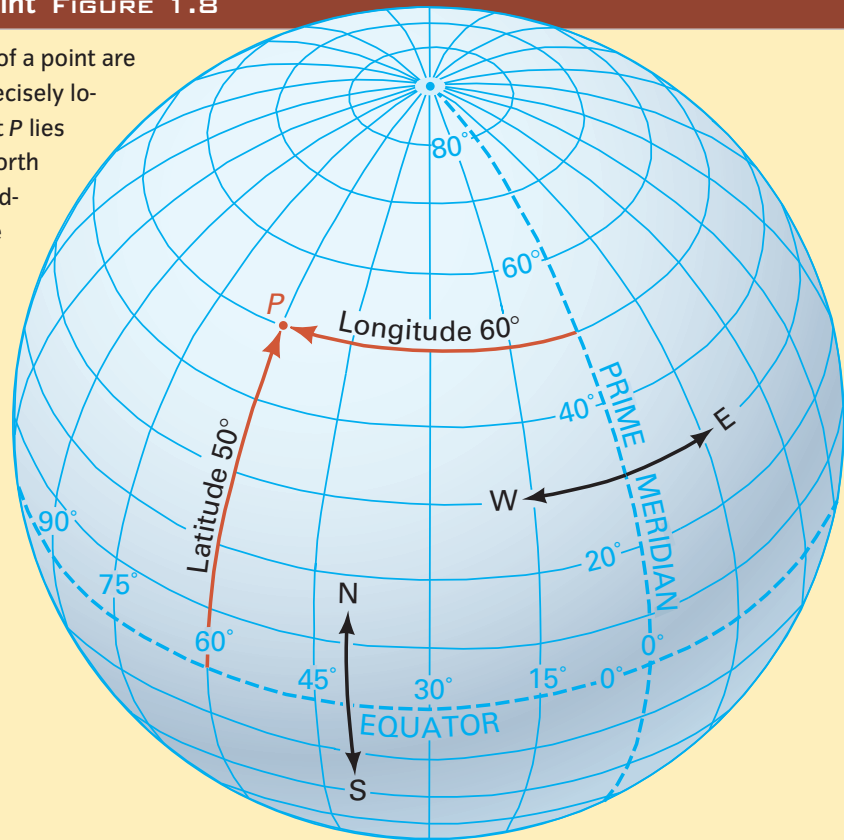 int FIGURE 1.8
of a point are
ecisely lo-
t P lies
orth
d-
80°
60°
P
Longitude 60°
40°
PRIME MERIDIAN
E
W
Latitude 50°
90°
20°
75°
N
60°
0°
45°
30°
15°
0°
EQUATOR
S